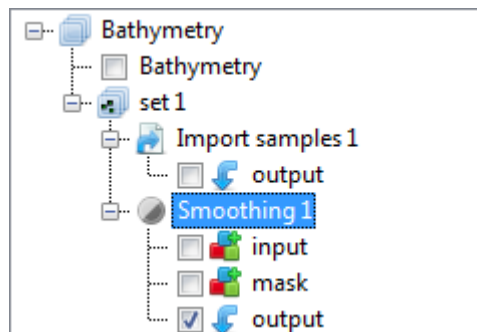 Bathymetry
Bathymetry
set 1
Import samples 1
output
Smoothing 1
input
mask
output